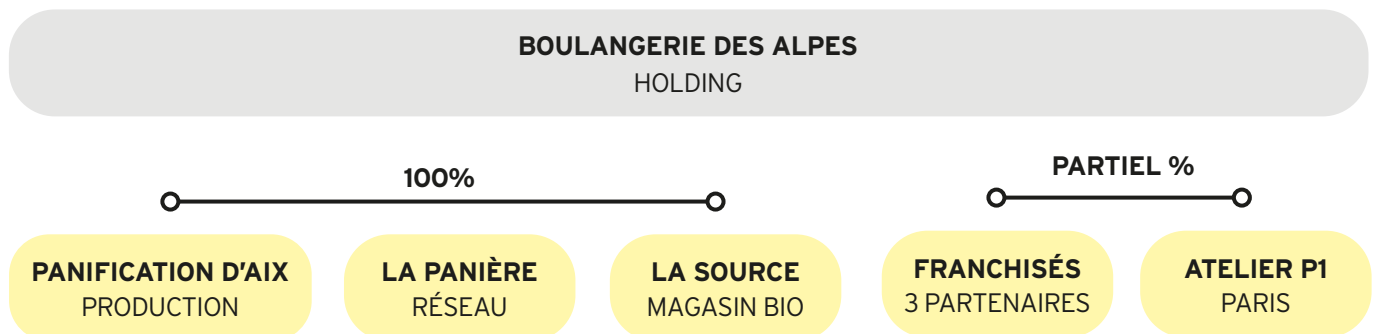 BOULANGERIE DES ALPES
HOLDING
100%
PARTIEL %
PANIFICATION D'AIX
PRODUCTION
LA PANIÈRE
RÉSEAU
LA SOURCE
MAGASIN BIO
FRANCHISÉS
3 PARTENAIRES
ATELIER P1
PARIS